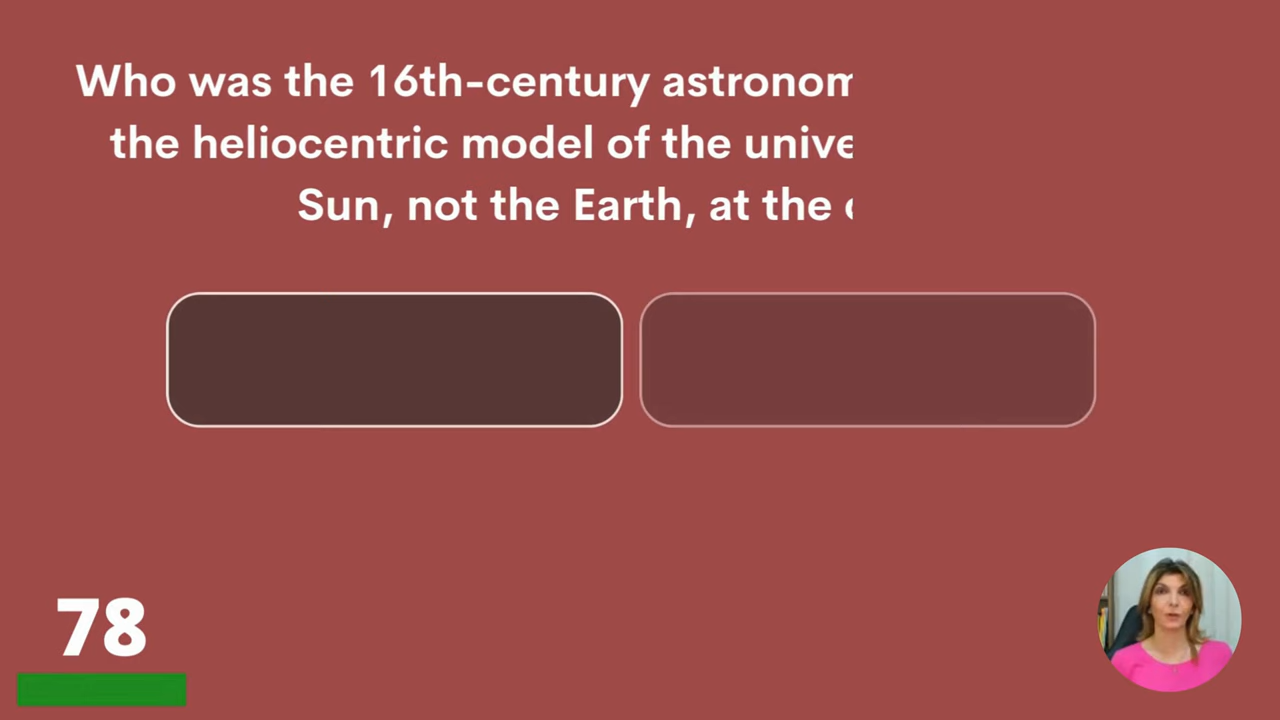 Who was the 16th-century astronom
the heliocentric model of the unive
Sun, not the Earth, at the
78